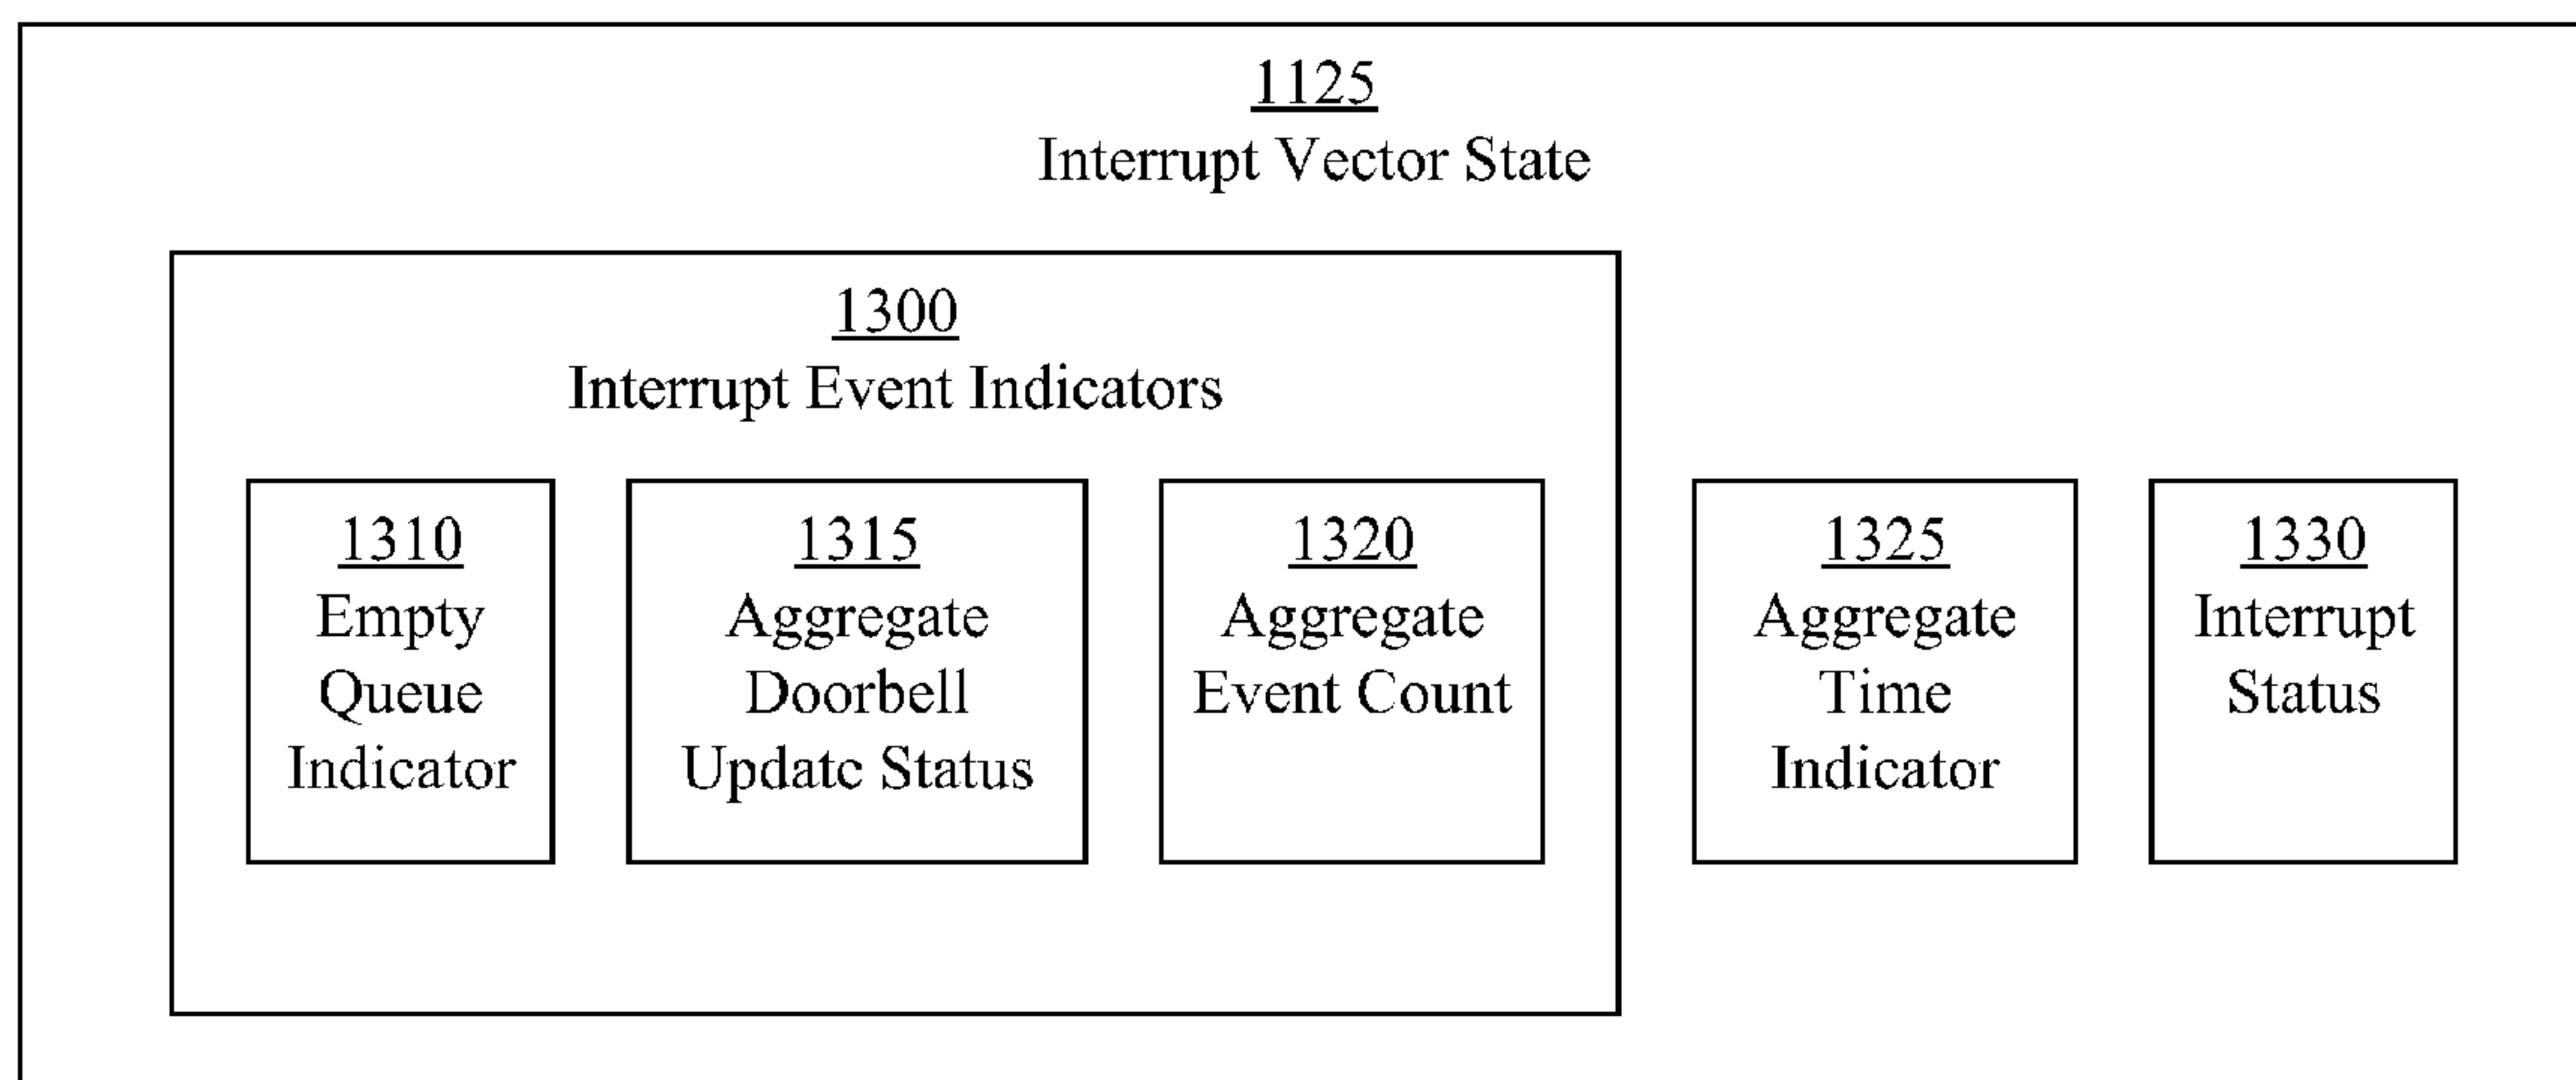 1125
Interrupt Vector State
1300
Interrupt Event Indicators
1310
Empty
Queue
Indicator
1315
Aggregate
Doorbell
Update Status
1320
Aggregate
Event Count
1325
Aggregate
Time
Indicator
1330
Interrupt
Status